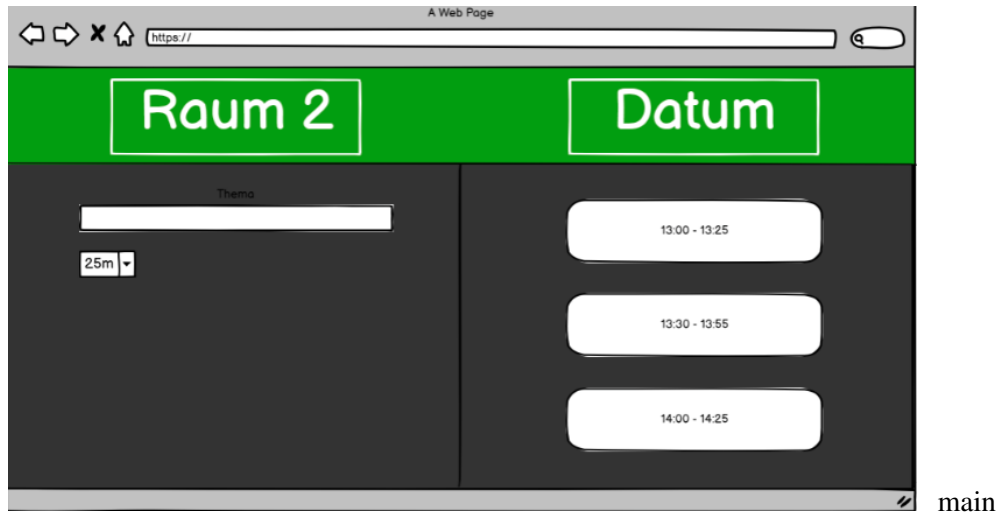 A Web Page
https://
Raum 2
Datum
Thema
25m
13:00 - 13:25
13:30 - 13:55
14:00 - 14:25
main